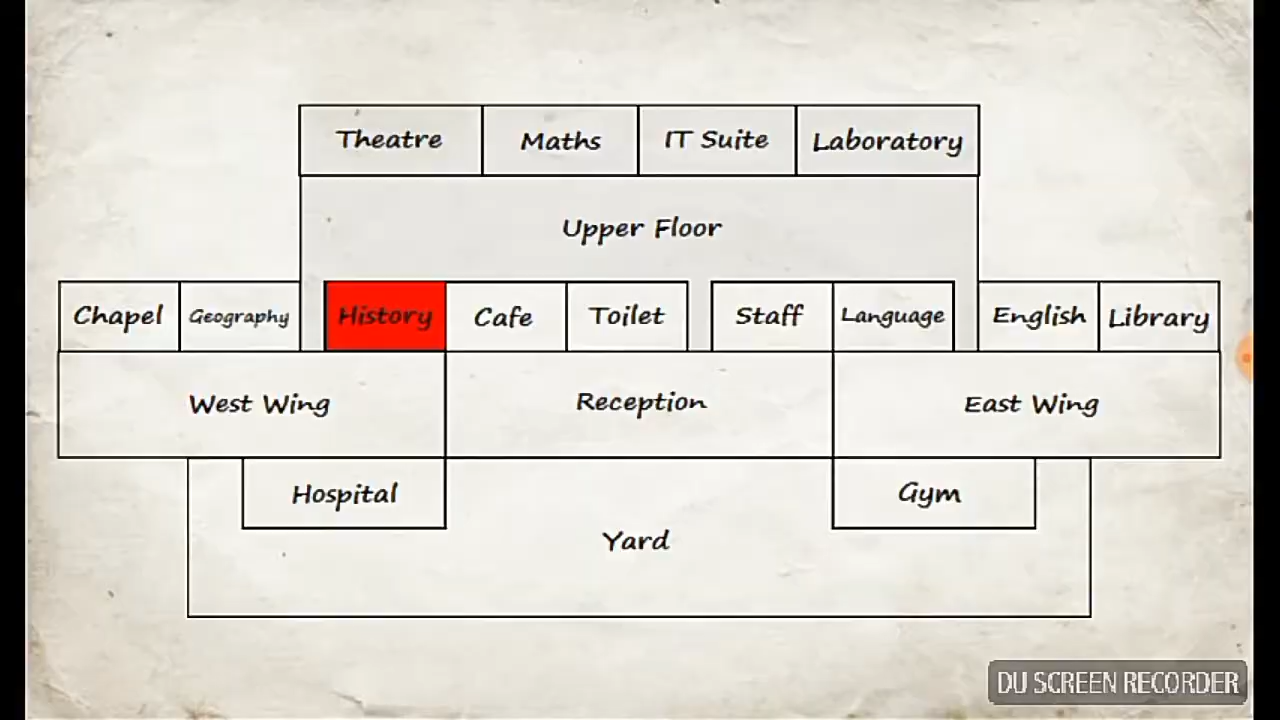 Theatre
Maths
IT Suite
Laboratory
Upper Floor
Chapel
Geography
History
Cafe
Toilet
Staff
Language
English
Library
West Wing
Reception
East Wing
Hospital
Gym
Yard
DU SCREEN RECORDER